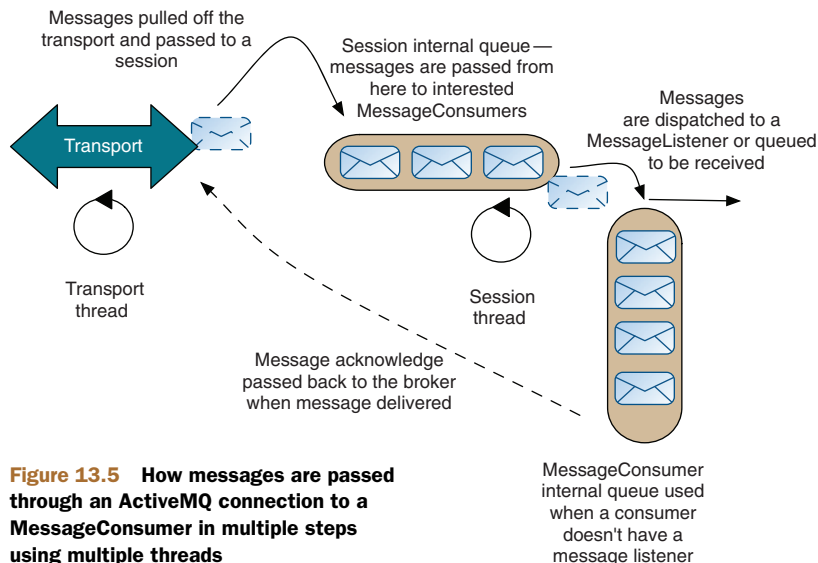 Messages pulled off the
transport and passed to a
session
Session internal queue—
messages are passed from
here to interested
MessageConsumers
Messages
are dispatched to a
MessageListener or queued
to be received
Transport
Transport
thread
Session
thread
Message acknowledge
passed back to the broker
when message delivered
MessageConsumer
internal queue used
when a consumer
doesn't have a
message listener
Figure 13.5 How messages are passed
through an ActiveMQ connection to a
MessageConsumer in multiple steps
using multiple threads